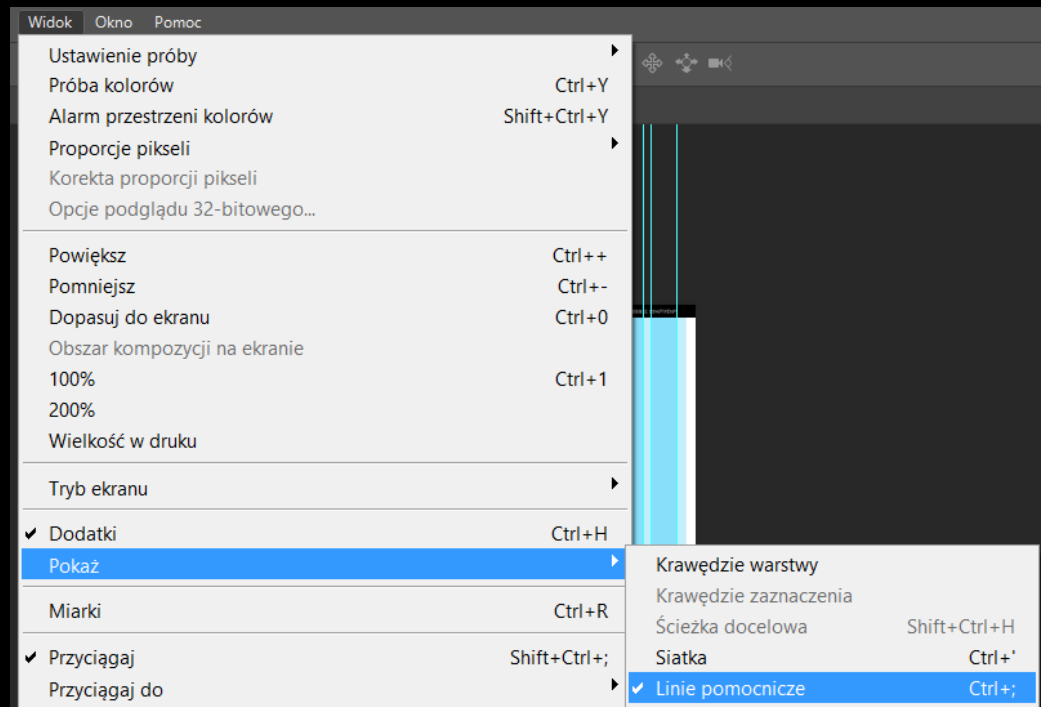 Widok Okno Pomoc
Ustawienie próby
Próba kolorów Ctrl+Y
Alarm przestrzeni kolorów Shift+Ctrl+Y
Proporcje pikseli
Korekta proporcji pikseli
Opcje podglądu 32-bitowego...
Powiększ Ctrl++
Pomniejsz Ctrl+-
Dopasuj do ekranu Ctrl+0
Obszar kompozycji na ekranie
100% Ctrl+1
200%
Wielkość w druku
Tryb ekranu
Dodatki Ctrl+H
Pokaż
Miarki Ctrl+R
Przyciągaj Shift+Ctrl+;
Przyciągaj do
Krawędzie warstwy
Krawędzie zaznaczenia
Ścieżka docelowa Shift+Ctrl+H
Siatka Ctrl+'
Linie pomocnicze Ctrl+;